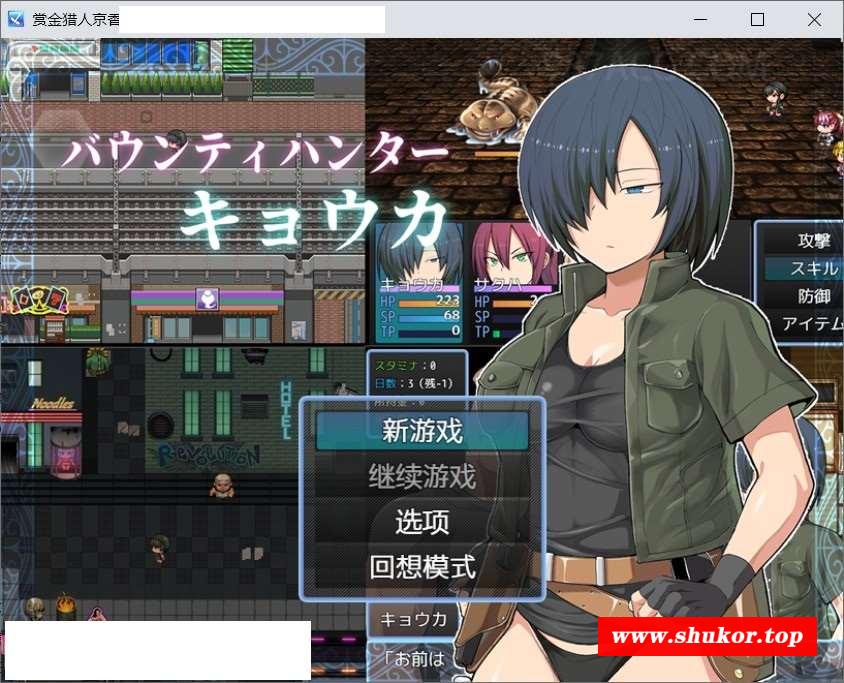 赏金猎人京香
バウンティハンター
キョウカ
攻撃
スキル
防御
アイテム
キョウカ
HP 223
SP 68
TP 0
サクハ
HP 2
SP
TP
スタミナ：0
日数：3（残-1）
Noodles
HOTEL
REVOLUTION
新游戏
继续游戏
选项
回想模式
キョウカ
「お前は
www.shukor.top